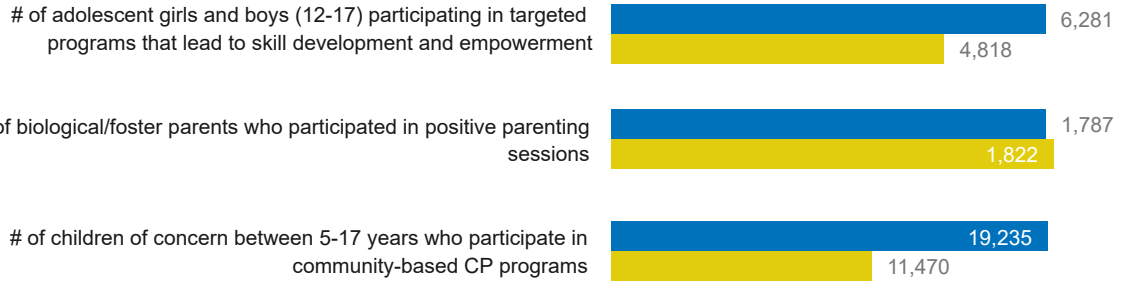 # of adolescent girls and boys (12-17) participating in targeted
programs that lead to skill development and empowerment
6,281
4,818
of biological/foster parents who participated in positive parenting
sessions
1,787
1,822
# of children of concern between 5-17 years who participate in
community-based CP programs
19,235
11,470